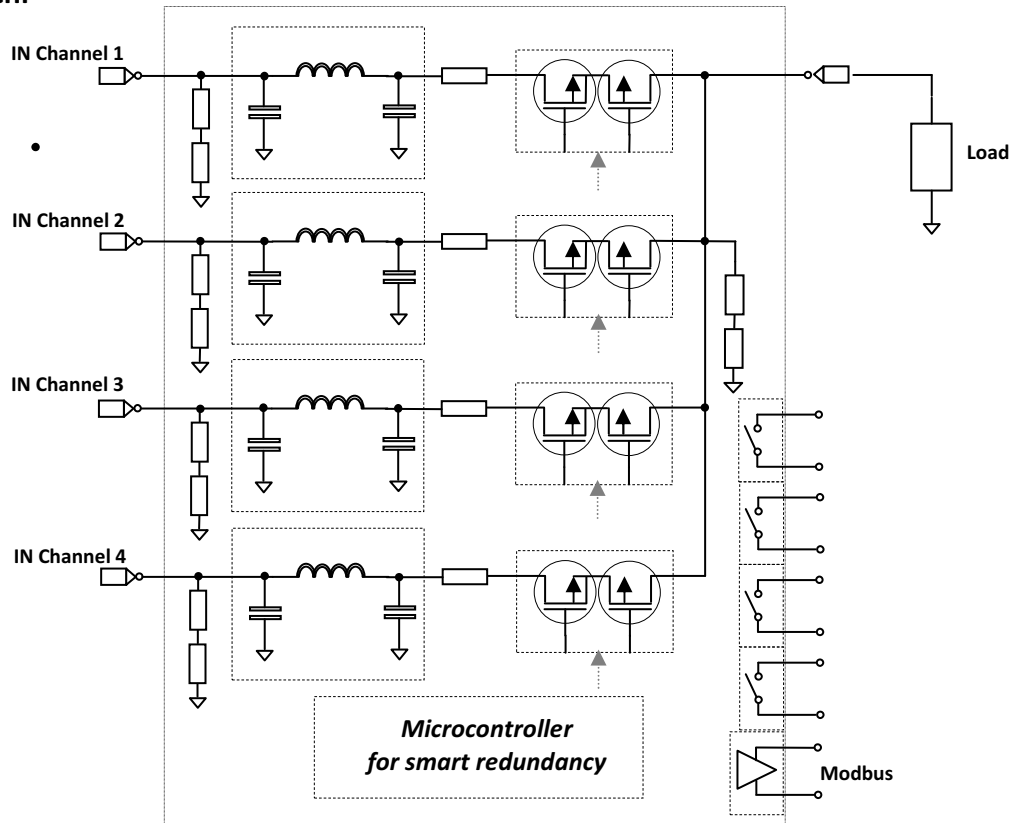 IN Channel 1
Load
IN Channel 2
IN Channel 3
IN Channel 4
Microcontroller
for smart redundancy
Modbus